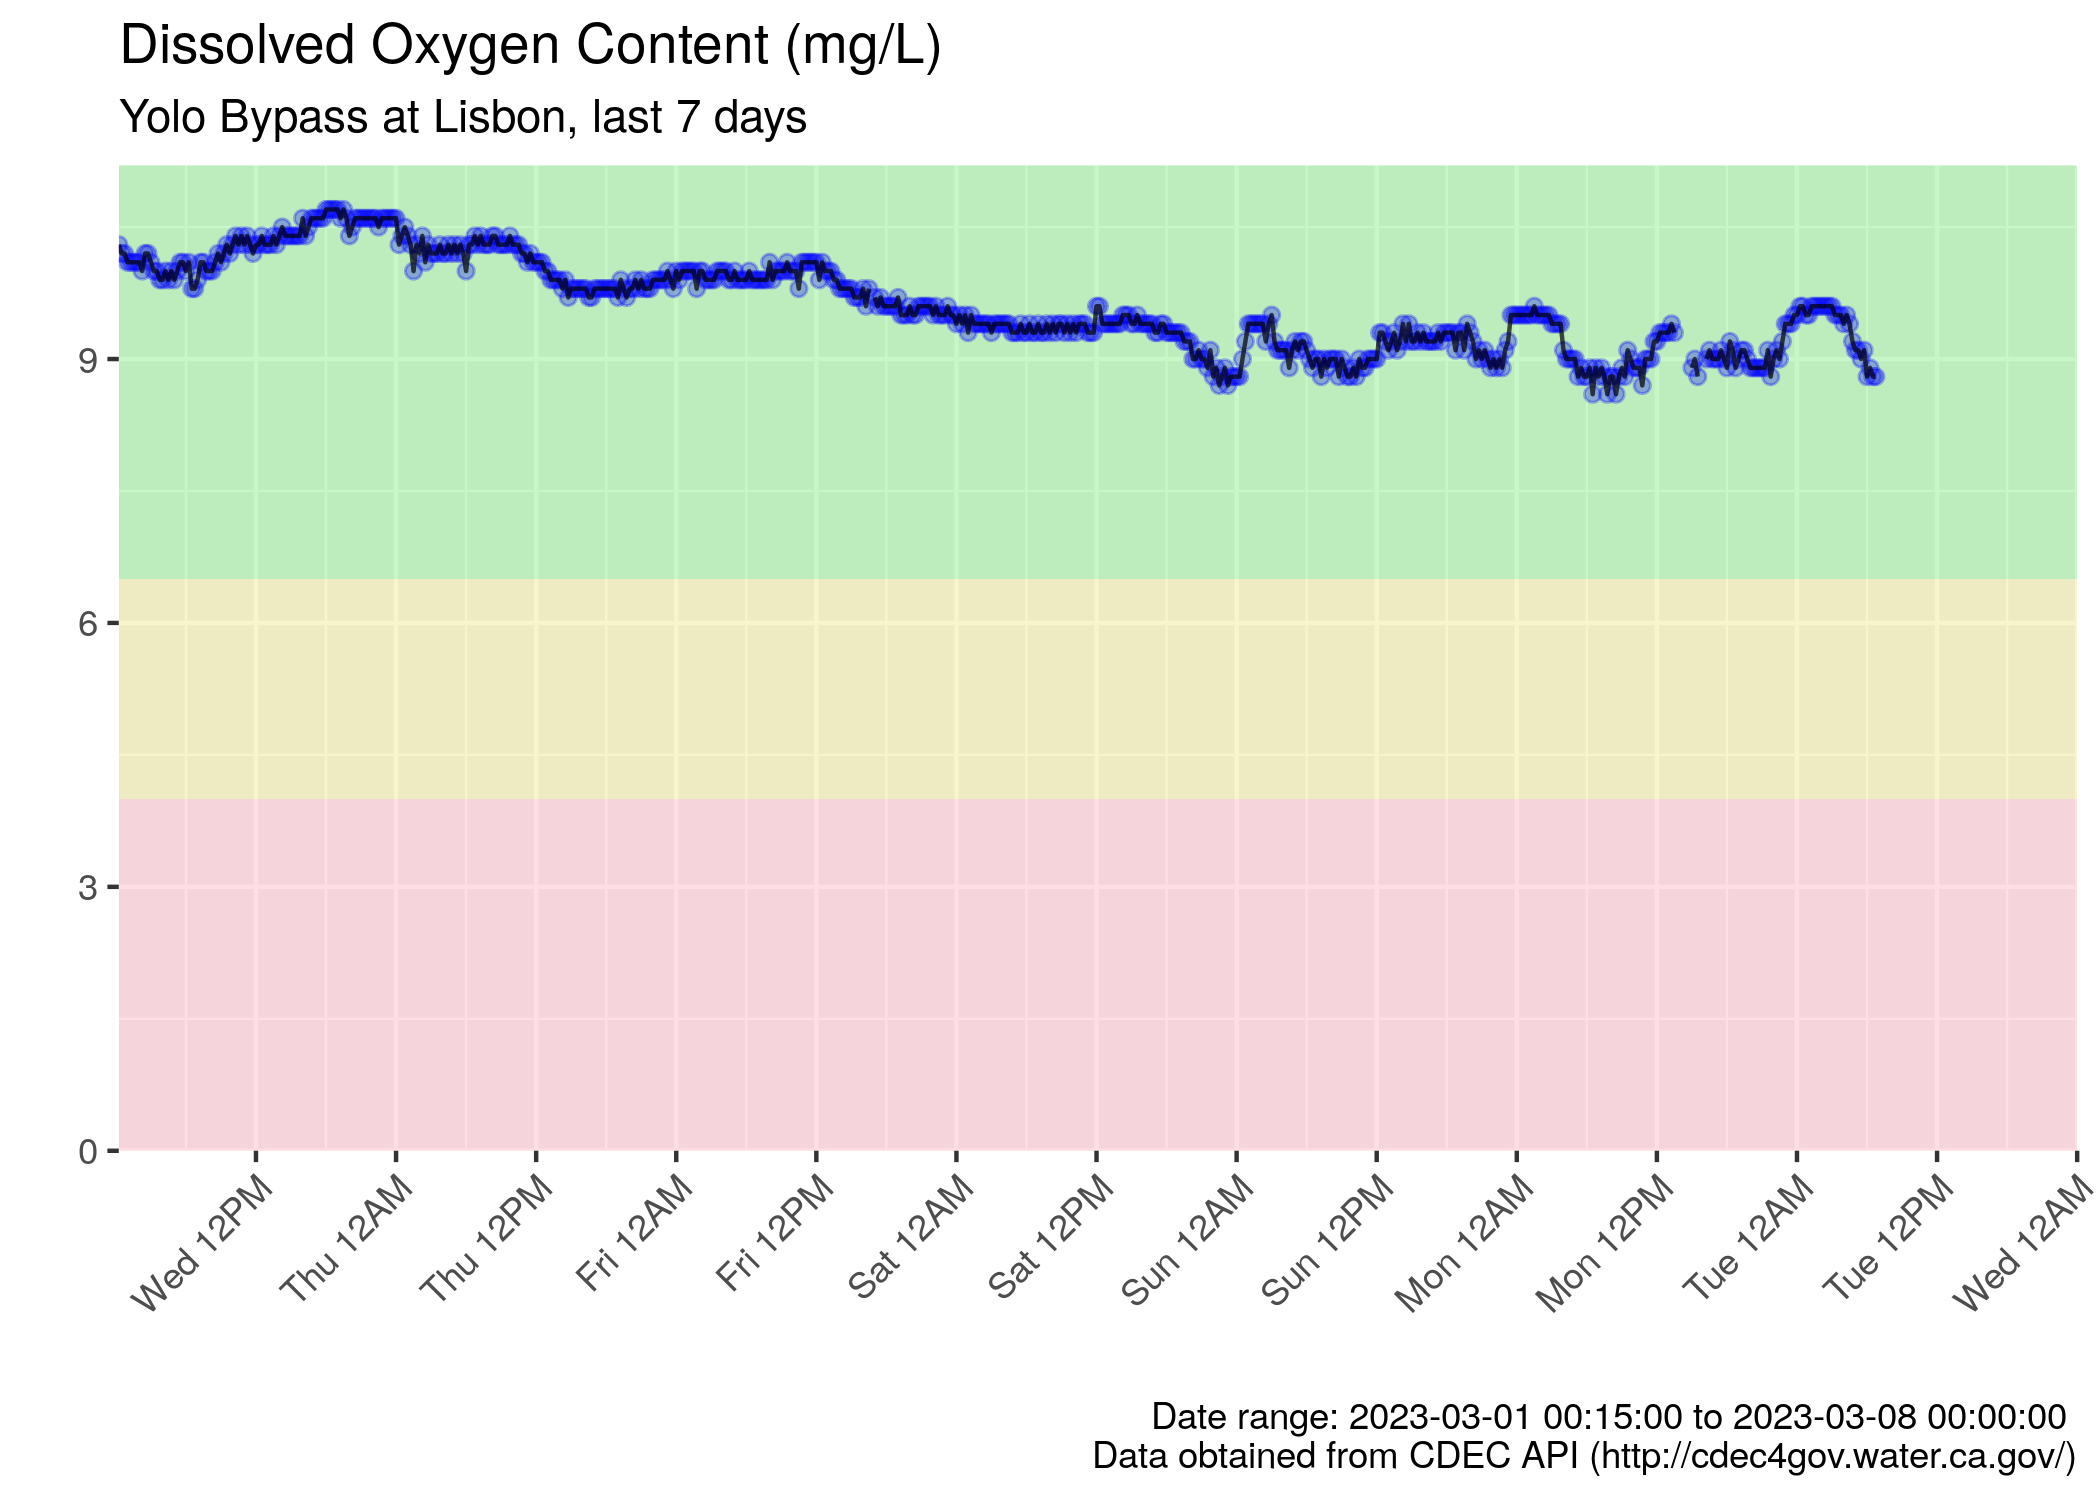 Dissolved Oxygen Content (mg/L)
Yolo Bypass at Lisbon, last 7 days
9
6
3
0
Wed 12PM
Thu 12AM
Thu 12PM
Fri 12AM
Fri 12PM
Sat 12AM
Sat 12PM
Sun 12AM
Sun 12PM
Mon 12AM
Mon 12PM
Tue 12AM
Tue 12PM
Wed 12AM
Date range: 2023-03-01 00:15:00 to 2023-03-08 00:00:00
Data obtained from CDEC API (http://cdec4gov.water.ca.gov/)